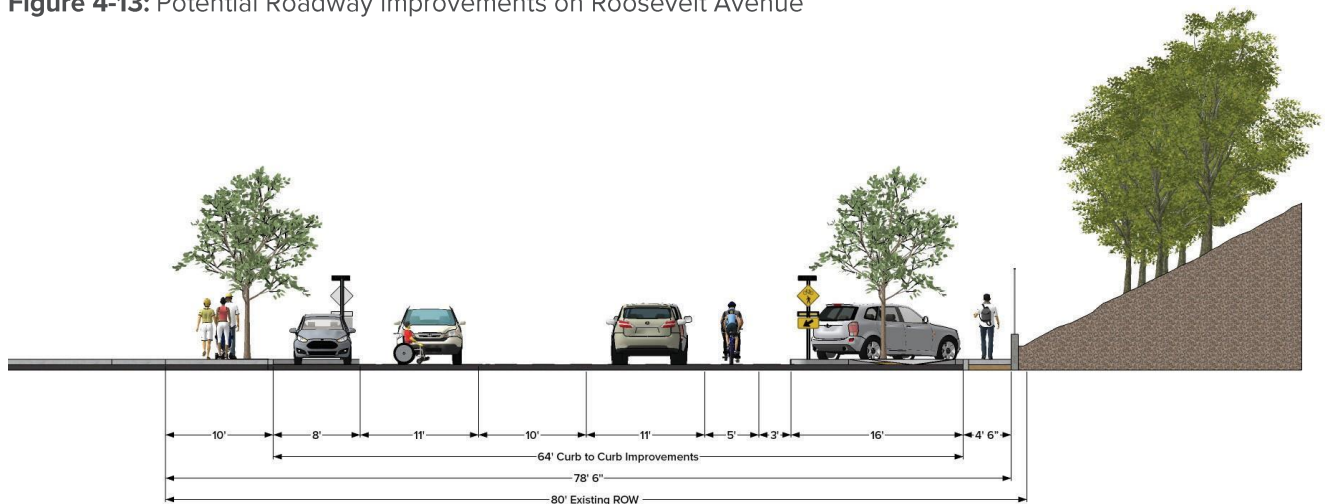 Figure 4-13: Potential Roadway Improvements on Roosevelt Avenue
10' 8' 11' 10' 11' 5' 3' 16' 4' 6"
64' Curb to Curb Improvements
78' 6"
80' Existing ROW